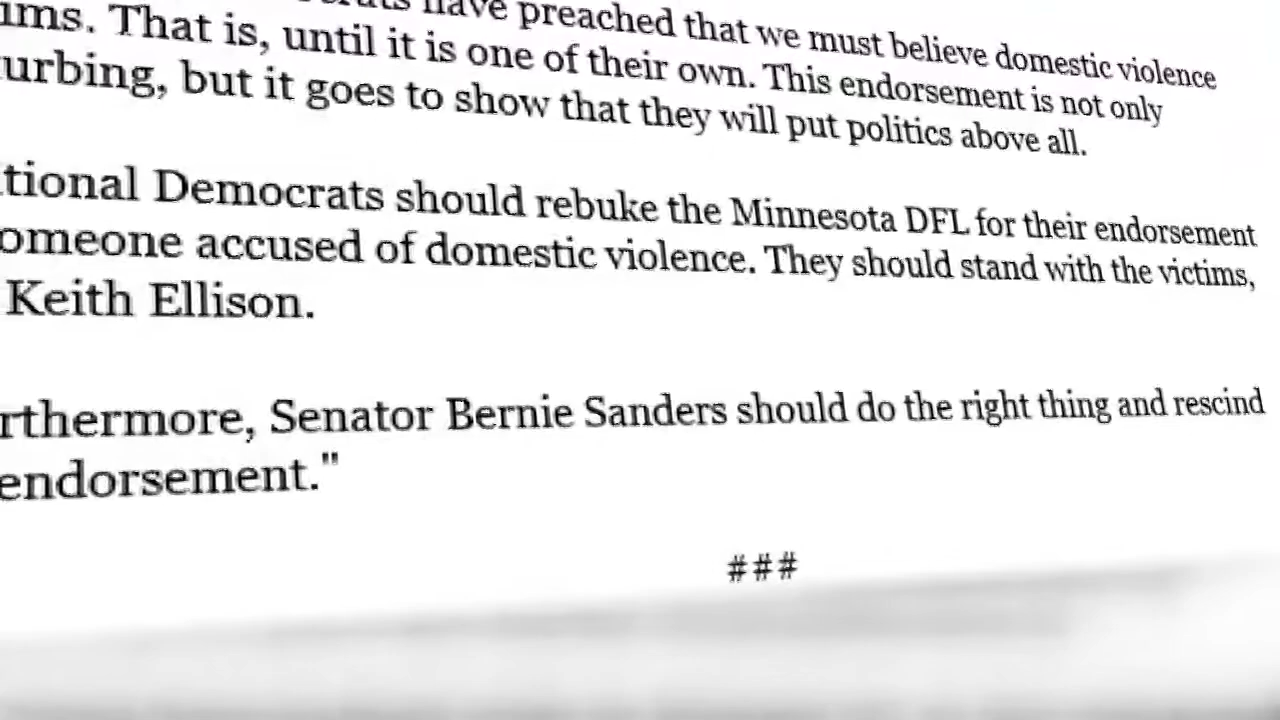 have preached that we must believe domestic violence
ims. That is, until it is one of their own. This endorsement is not only
urbing, but it goes to show that they will put politics above all.
tional Democrats should rebuke the Minnesota DFL for their endorsement
omeone accused of domestic violence. They should stand with the victims,
Keith Ellison.
rthermore, Senator Bernie Sanders should do the right thing and rescind
endorsement."
###